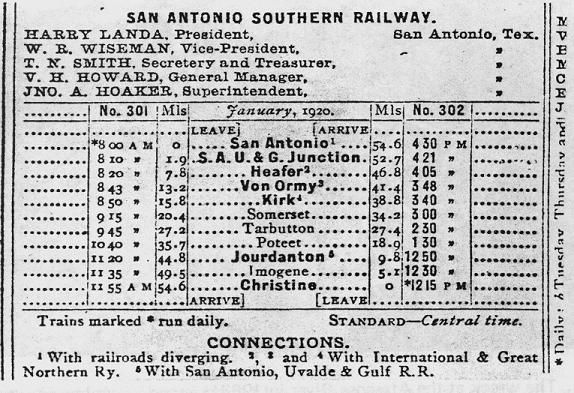 SAN ANTONIO SOUTHERN RAILWAY.
HARRY LANDA, President, San Antonio, Tex.
W. R. WISEMAN, Vice-President, "
T. N. SMITH, Secretery and Treasurer, "
V. H. HOWARD, General Manager, "
JNO. A. HOAKER, Superintendent, "
No. 301 Mls January, 1920. Mls No. 302
LEAVE] [ARRIVE
*8 00 A M 0 San Antonio¹ 54.6 4 30 P M
8 10 " 1.9 S. A. U. & G. Junction. 52.7 4 21 "
8 20 " 7.8 Heafer² 46.8 4 05 "
8 43 " 13.2 Von Ormy³ 41.4 3 48 "
8 50 " 15.8 Kirk⁴ 38.8 3 40 "
9 15 " 20.4 Somerset 34.2 3 00 "
9 45 " 27.2 Tarbutton 27.4 2 30 "
10 40 " 35.7 Poteet 18.9 1 30 "
11 20 " 44.8 Jourdanton⁵ 9.8 12 50 "
11 35 " 49.5 Imogene 5.1 12 30 "
11 55 A M 54.6 Christine 0 *12 15 P M
ARRIVE] [LEAVE
Trains marked * run daily. STANDARD—Central time.
CONNECTIONS.
¹ With railroads diverging. ², ³ and ⁴ With International & Great
Northern Ry. ⁵ With San Antonio, Uvalde & Gulf R.R.
Tuesday Thursday and
* Daily;